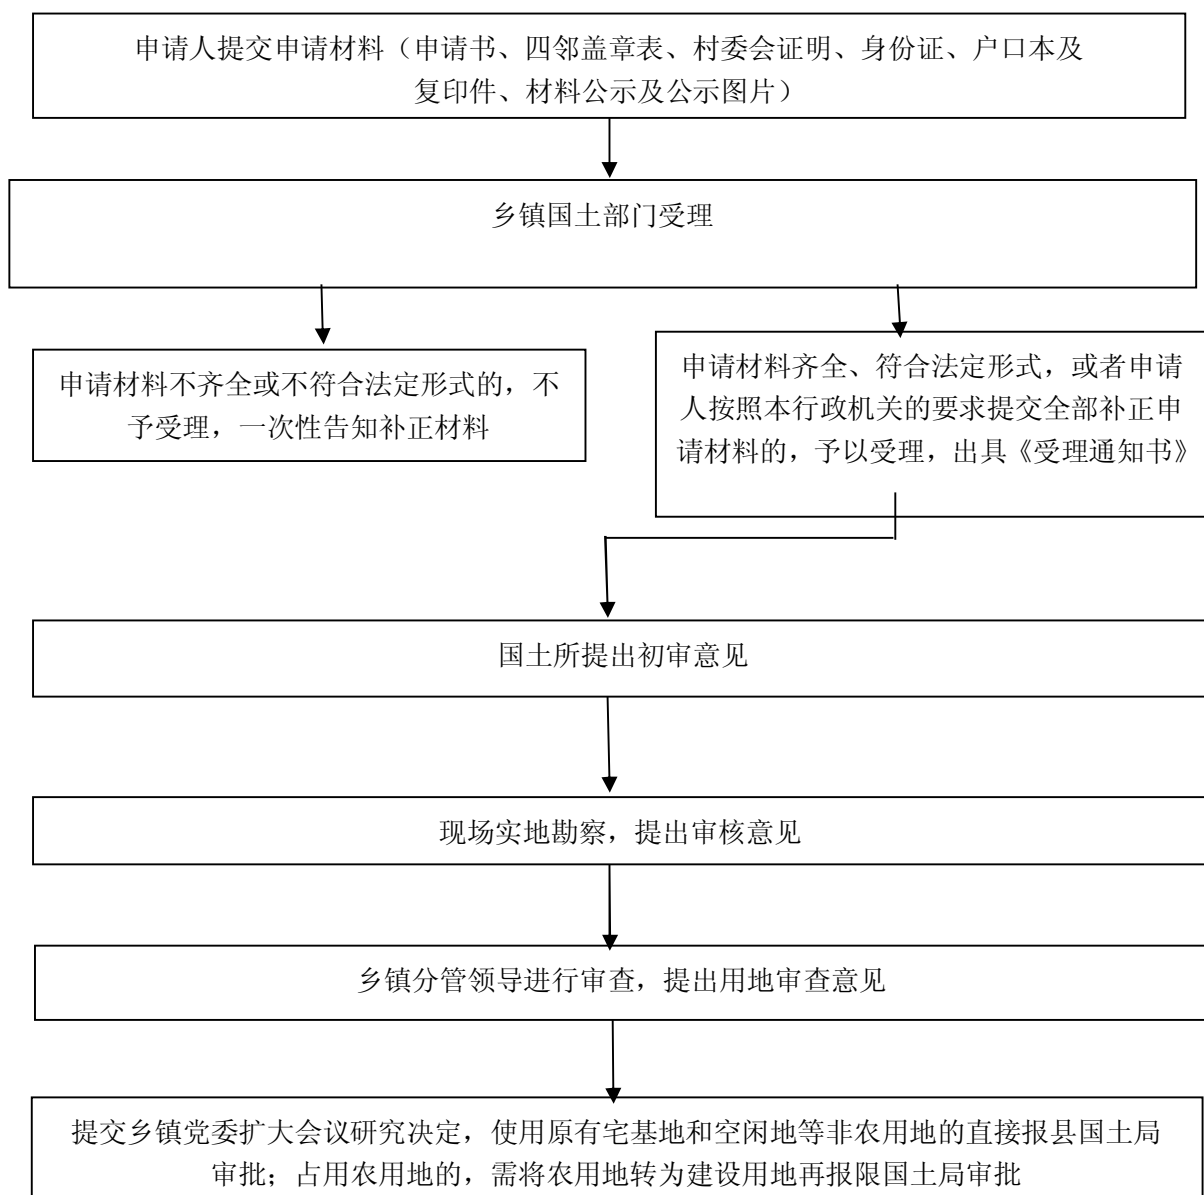 申请人提交申请材料（申请书、四邻盖章表、村委会证明、身份证、户口本及
复印件、材料公示及公示图片）
乡镇国土部门受理
申请材料不齐全或不符合法定形式的，不
予受理，一次性告知补正材料
申请材料齐全、符合法定形式，或者申请
人按照本行政机关的要求提交全部补正申
请材料的，予以受理，出具《受理通知书》
国土所提出初审意见
现场实地勘察，提出审核意见
乡镇分管领导进行审查，提出用地审查意见
提交乡镇党委扩大会议研究决定，使用原有宅基地和空闲地等非农用地的直接报县国土局
审批；占用农用地的，需将农用地转为建设用地再报限国土局审批